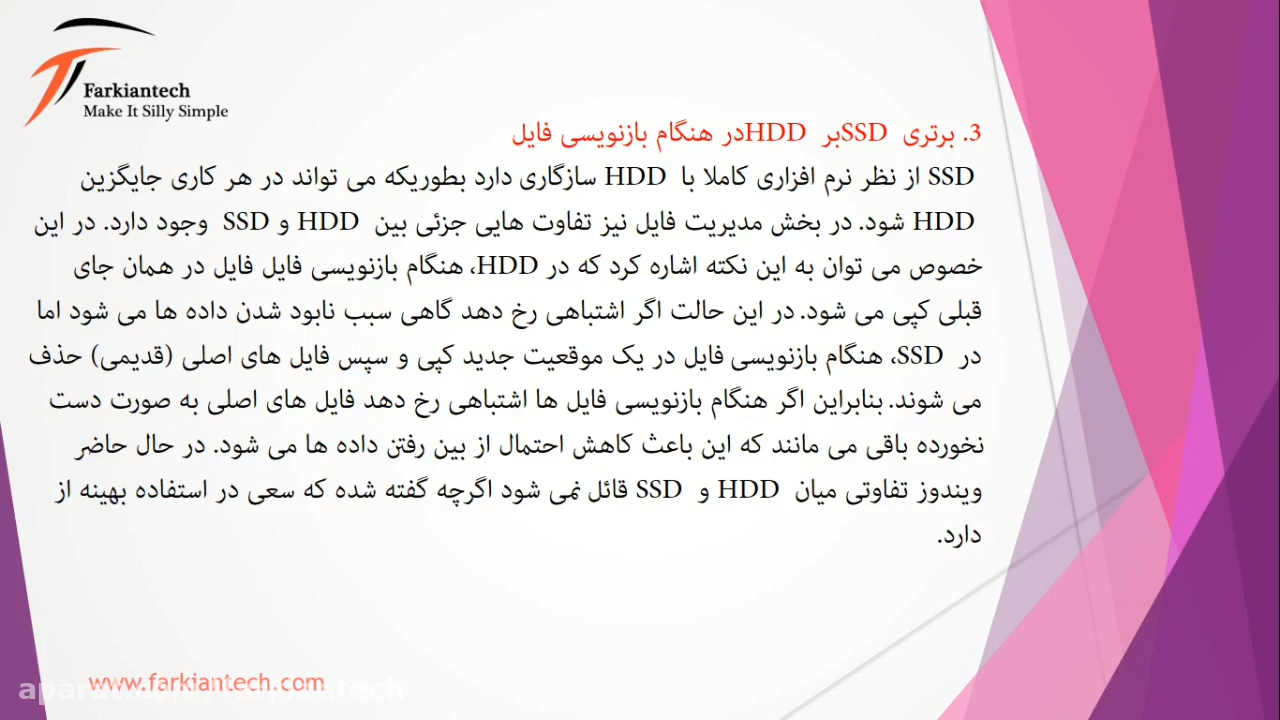 Farkiantech
Make It Silly Simple
3. برتری SSDبر HDDدر هنگام بازنویسی فایل
SSD از نظر نرم افزاری کاملا با HDD سازگاری دارد بطوریکه می تواند در هر کاری جایگزین
HDD شود. در بخش مدیریت فایل نیز تفاوت هایی جزئی بین HDD و SSD وجود دارد. در این
خصوص می توان به این نکته اشاره کرد که در HDD، هنگام بازنویسی فایل فایل در همان جای
قبلی کپی می شود. در این حالت اگر اشتباهی رخ دهد گاهی سبب نابود شدن داده ها می شود اما
در SSD، هنگام بازنویسی فایل در یک موقعیت جدید کپی و سپس فایل های اصلی (قدیمی) حذف
می شوند. بنابراین اگر هنگام بازنویسی فایل ها اشتباهی رخ دهد فایل های اصلی به صورت دست
نخورده باقی می مانند که این باعث کاهش احتمال از بین رفتن داده ها می شود. در حال حاضر
ویندوز تفاوتی میان HDD و SSD قائل نمی شود اگرچه گفته شده که سعی در استفاده بهینه از
دارد.
www.farkiantech.com
aparat.com/farkiantech